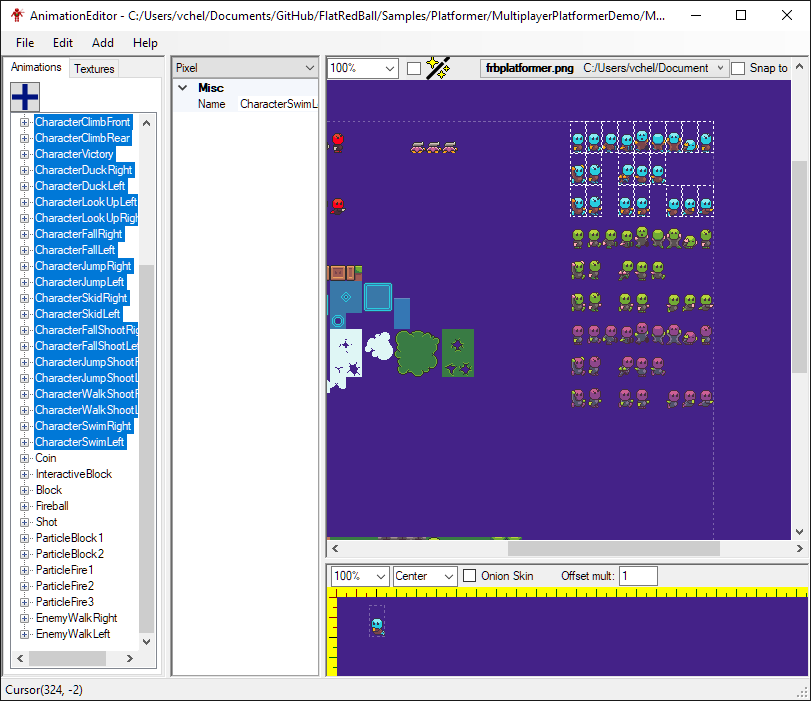 AnimationEditor - C:/Users/vchel/Documents/GitHub/FlatRedBall/Samples/Platformer/MultiplayerPlatformerDemo/M...
File Edit Add Help
Animations Textures
CharacterClimbFront
CharacterClimbRear
CharacterVictory
CharacterDuckRight
CharacterDuckLeft
CharacterLookUpLeft
CharacterLookUpRigh
CharacterFallRight
CharacterFallLeft
CharacterJumpRight
CharacterJumpLeft
CharacterSkidRight
CharacterSkidLeft
CharacterFallShootRi
CharacterFallShootLe
CharacterJumpShootF
CharacterJumpShootL
CharacterWalkShootF
CharacterWalkShootL
CharacterSwimRight
CharacterSwimLeft
Coin
InteractiveBlock
Block
Fireball
Shot
ParticleBlock1
ParticleBlock2
ParticleFire1
ParticleFire2
ParticleFire3
EnemyWalkRight
EnemyWalkLeft
Pixel
Misc
Name CharacterSwimL
100% frbplatformer.png C:/Users/vchel/Document Snap to
100% Center Onion Skin Offset mult: 1
Cursor(324, -2)